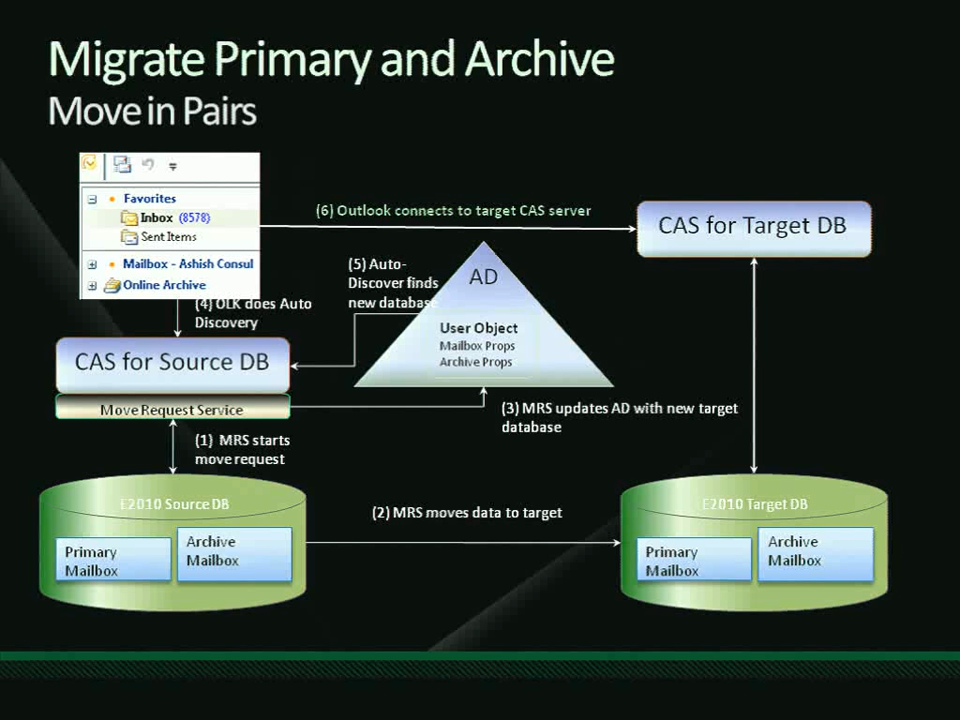 Migrate Primary and Archive
Move in Pairs
Favorites
Inbox (8578)
Sent Items
Mailbox - Ashish Consul
Online Archive
(6) Outlook connects to target CAS server
CAS for Target DB
(5) Auto-
Discover finds
new database
AD
User Object
Mailbox Props
Archive Props
(4) OLK does Auto
Discovery
CAS for Source DB
Move Request Service
(3) MRS updates AD with new target
database
(1) MRS starts
move request
E2010 Source DB
Primary
Mailbox
Archive
Mailbox
(2) MRS moves data to target
E2010 Target DB
Primary
Mailbox
Archive
Mailbox